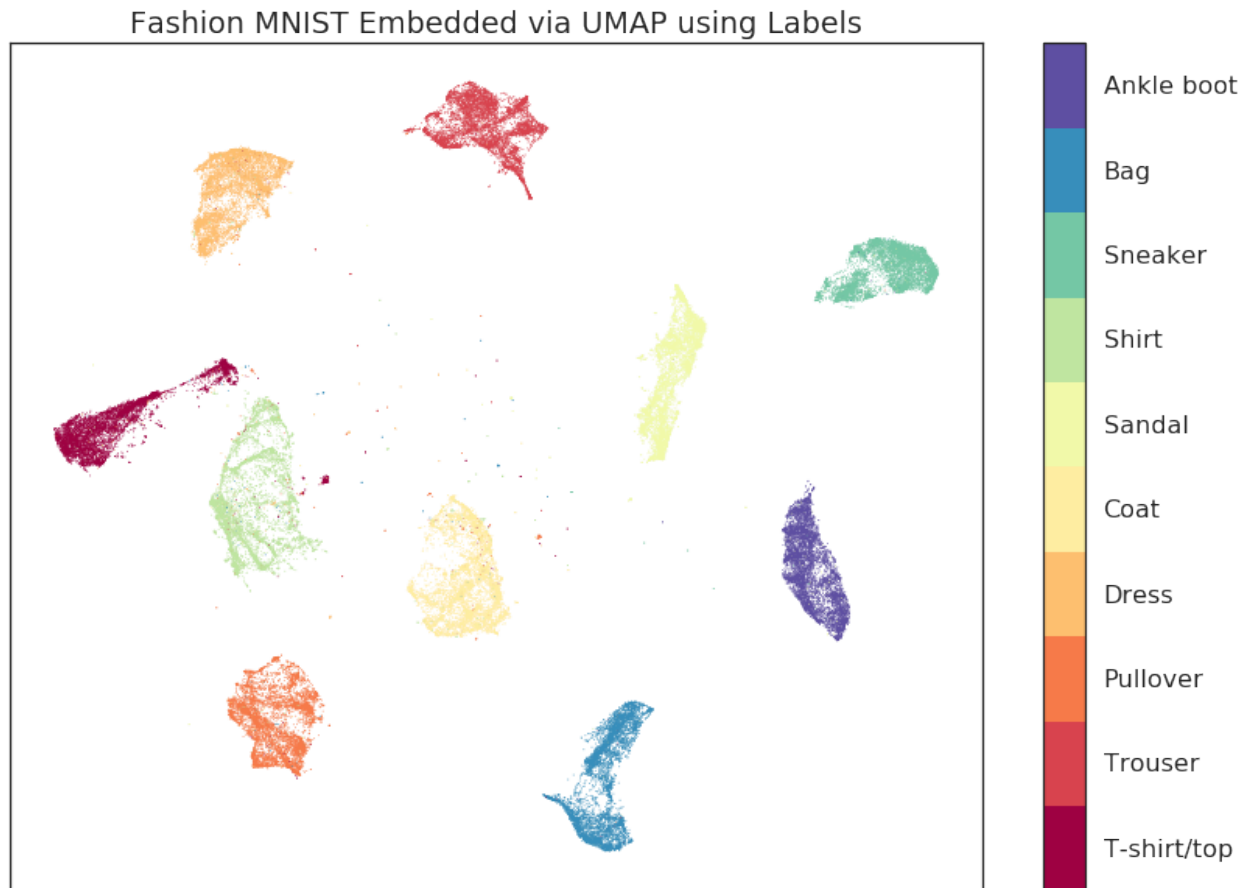 Fashion MNIST Embedded via UMAP using Labels
Ankle boot
Bag
Sneaker
Shirt
Sandal
Coat
Dress
Pullover
Trouser
T-shirt/top